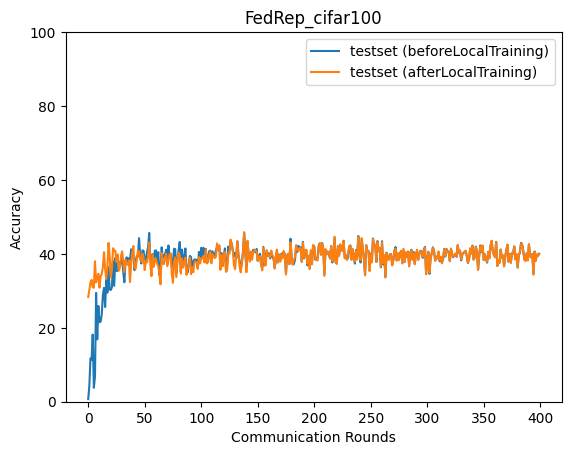 FedRep_cifar100
testset (beforeLocalTraining)
testset (afterLocalTraining)
Accuracy
100
80
60
40
20
0
0 50 100 150 200 250 300 350 400
Communication Rounds